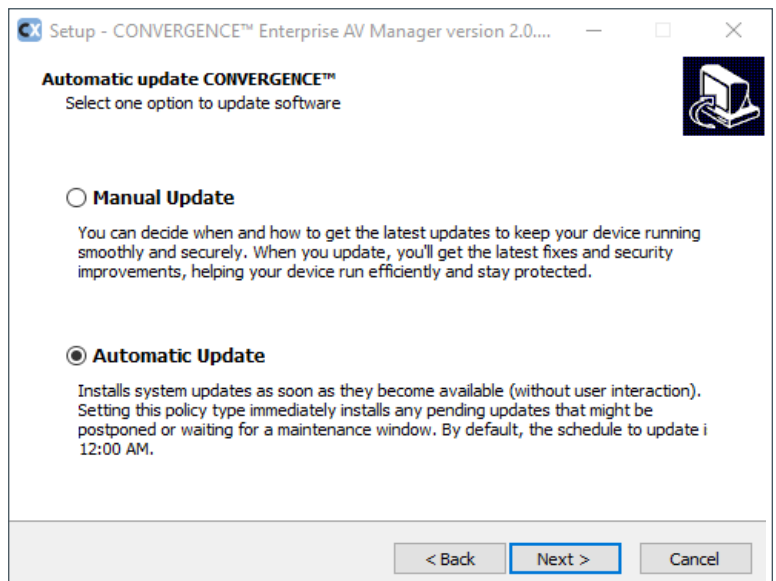 CX Setup - CONVERGENCE™ Enterprise AV Manager version 2.0....
Automatic update CONVERGENCE™
Select one option to update software
Manual Update
You can decide when and how to get the latest updates to keep your device running
smoothly and securely. When you update, you'll get the latest fixes and security
improvements, helping your device run efficiently and stay protected.
Automatic Update
Installs system updates as soon as they become available (without user interaction).
Setting this policy type immediately installs any pending updates that might be
postponed or waiting for a maintenance window. By default, the schedule to update i
12:00 AM.
< Back Next > Cancel